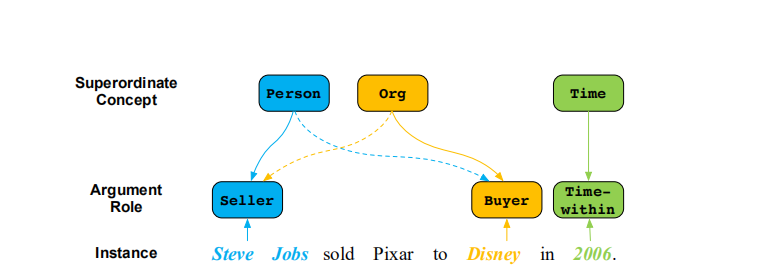 Superordinate
Concept
Person
Org
Time
Argument
Role
Seller
Buyer
Time-
within
Instance
Steve Jobs sold Pixar to Disney in 2006.